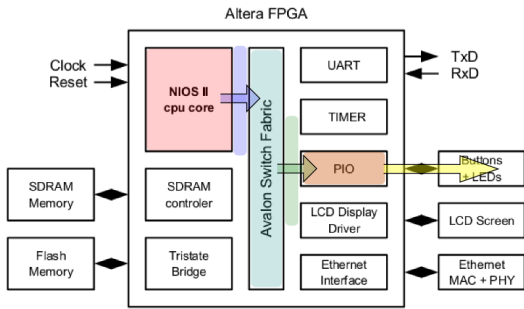 Altera FPGA
Clock
Reset
NIOS II
cpu core
Avalon Switch Fabric
UART
TxD
RxD
TIMER
PIO
Buttons
+ LEDs
SDRAM
Memory
SDRAM
controler
LCD Display
Driver
LCD Screen
Flash
Memory
Tristate
Bridge
Ethernet
Interface
Ethernet
MAC + PHY